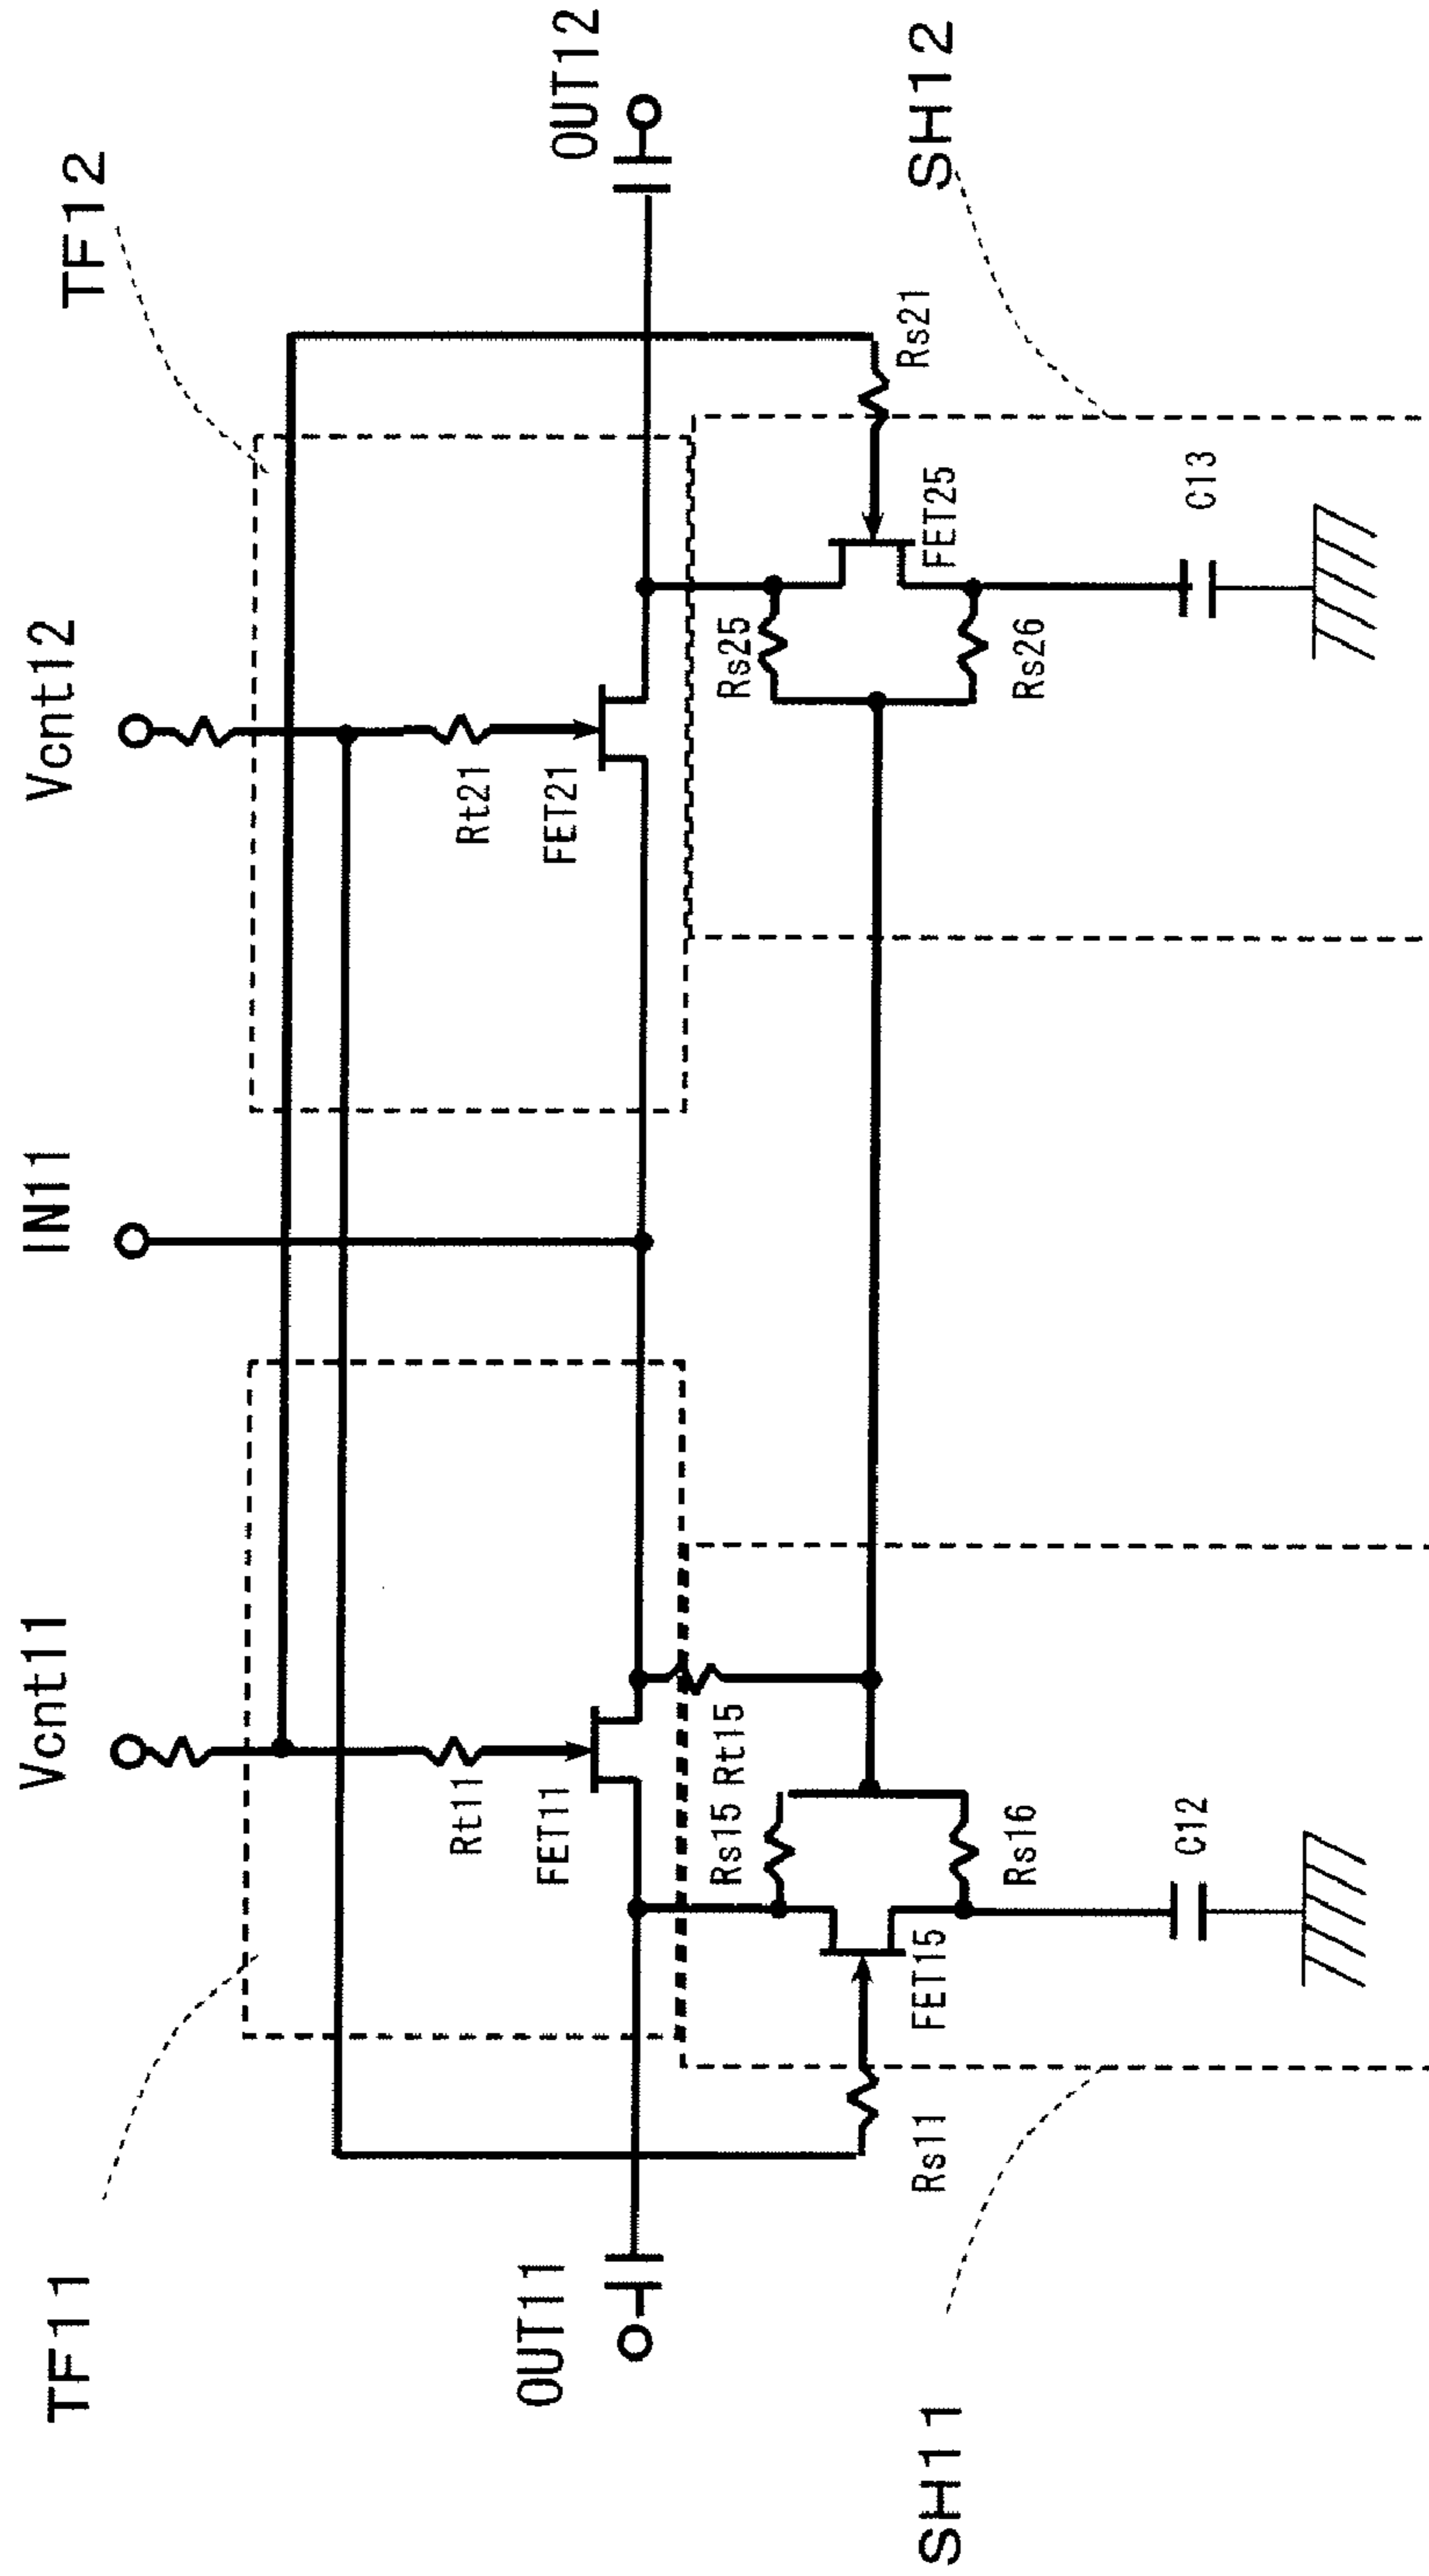 TF11
Vcnt11
IN11
Vcnt12
TF12
Rt11
Rt21
FET11
FET21
OUT11
OUT12
Rs15
Rt15
Rs25
Rs11
FET15
FET25
Rs21
SH11
SH12
Rs16
Rs26
C12
C13